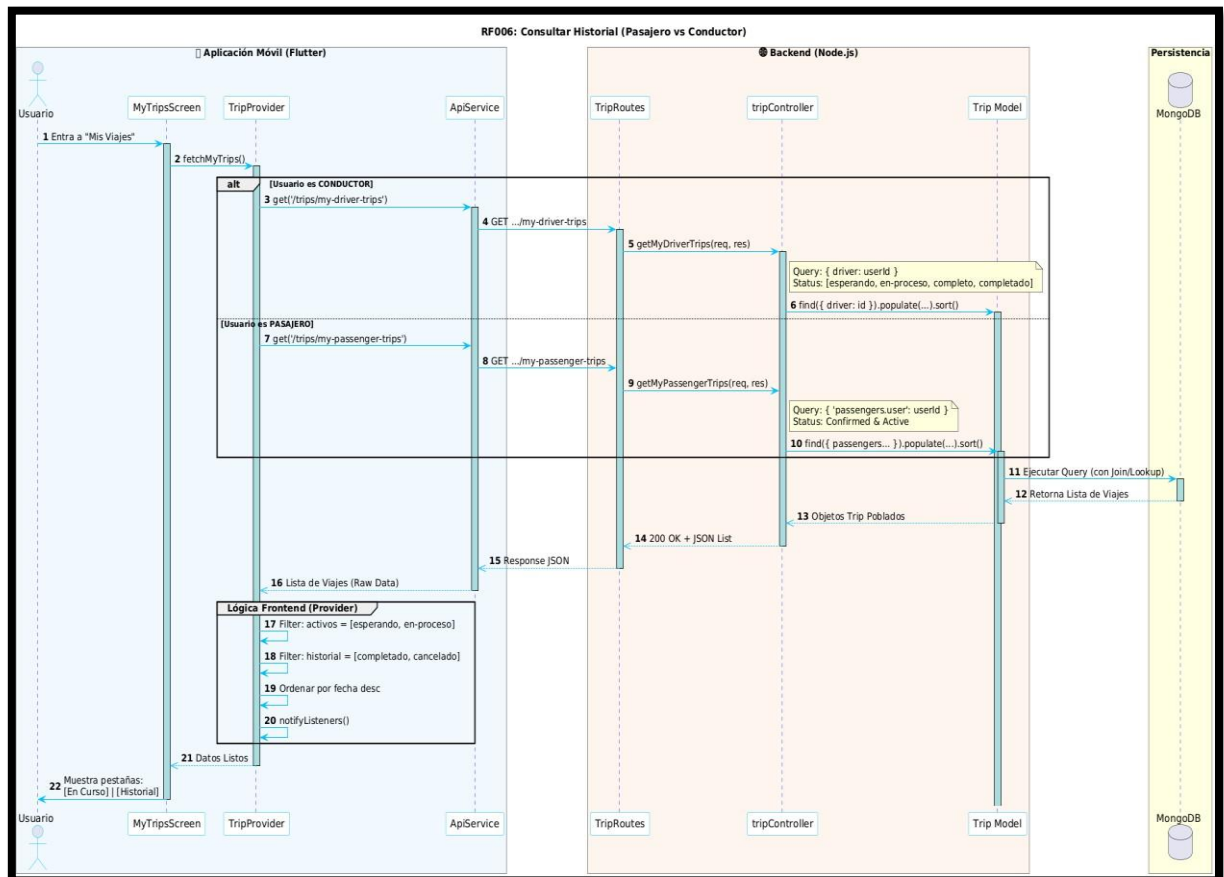 RF006: Consultar Historial (Pasajero vs Conductor)
Aplicación Móvil (Flutter)
Backend (Node.js)
Persistencia
Usuario
MyTripsScreen
TripProvider
ApiService
TripRoutes
tripController
Trip Model
MongoDB
1 Entra a "Mis Viajes"
2 fetchMyTrips()
alt [Usuario es CONDUCTOR]
3 get('/trips/my-driver-trips')
4 GET .../my-driver-trips
5 getMyDriverTrips(req, res)
Query: { driver: userId }
Status: [esperando, en-proceso, completo, completado]
6 find({ driver: id }).populate(...).sort()
[Usuario es PASAJERO]
7 get('/trips/my-passenger-trips')
8 GET .../my-passenger-trips
9 getMyPassengerTrips(req, res)
Query: { 'passengers.user': userId }
Status: Confirmed & Active
10 find({ passengers... }).populate(...).sort()
11 Ejecutar Query (con Join/Lookup)
12 Retorna Lista de Viajes
13 Objetos Trip Poblados
14 200 OK + JSON List
15 Response JSON
16 Lista de Viajes (Raw Data)
Lógica Frontend (Provider)
17 Filter: activos = [esperando, en-proceso]
18 Filter: historial = [completado, cancelado]
19 Ordenar por fecha desc
20 notifyListeners()
21 Datos Listos
22 Muestra pestañas:
[En Curso] | [Historial]
Usuario
MyTripsScreen
TripProvider
ApiService
TripRoutes
tripController
Trip Model
MongoDB